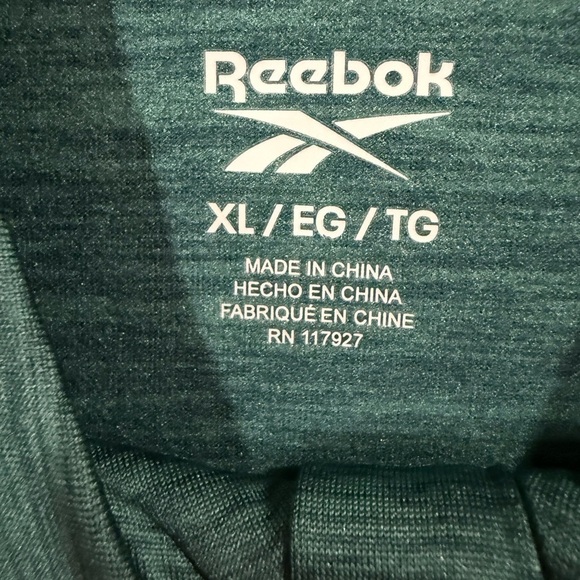 Reebok
XL / EG / TG
MADE IN CHINA
HECHO EN CHINA
FABRIQUÉ EN CHINE
RN 117927